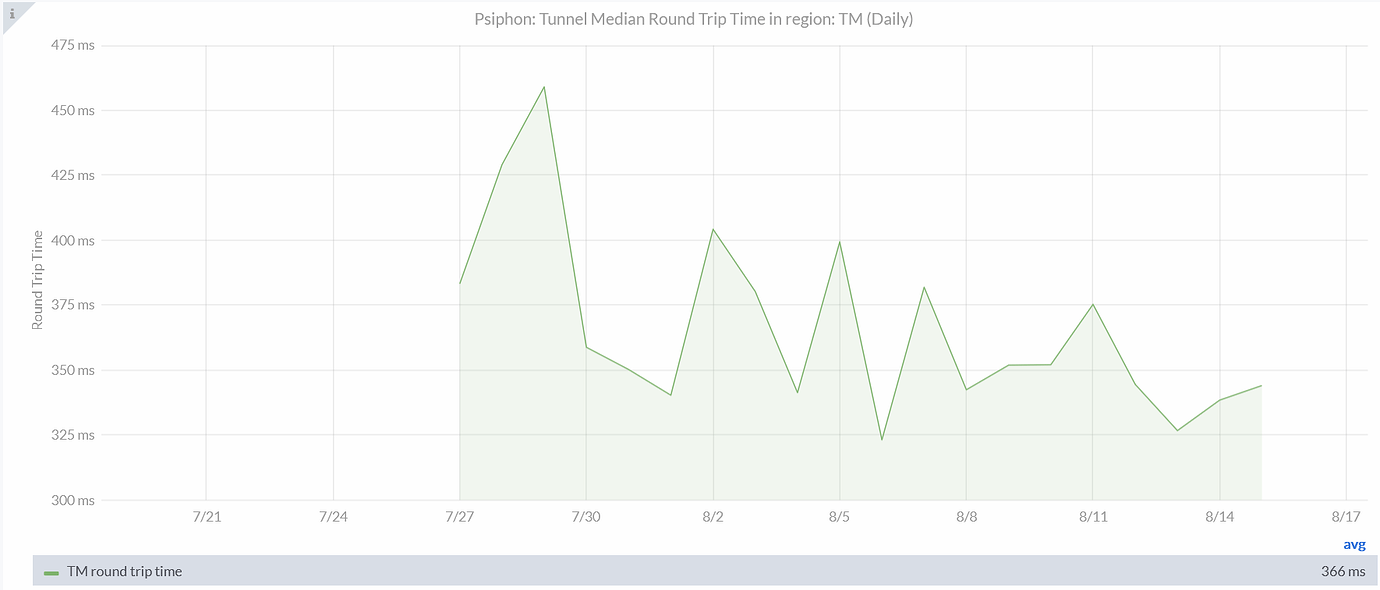 i
Psiphon: Tunnel Median Round Trip Time in region: TM (Daily)
Round Trip Time
475 ms
450 ms
425 ms
400 ms
375 ms
350 ms
325 ms
300 ms
7/21 7/24 7/27 7/30 8/2 8/5 8/8 8/11 8/14 8/17
avg
TM round trip time 366 ms